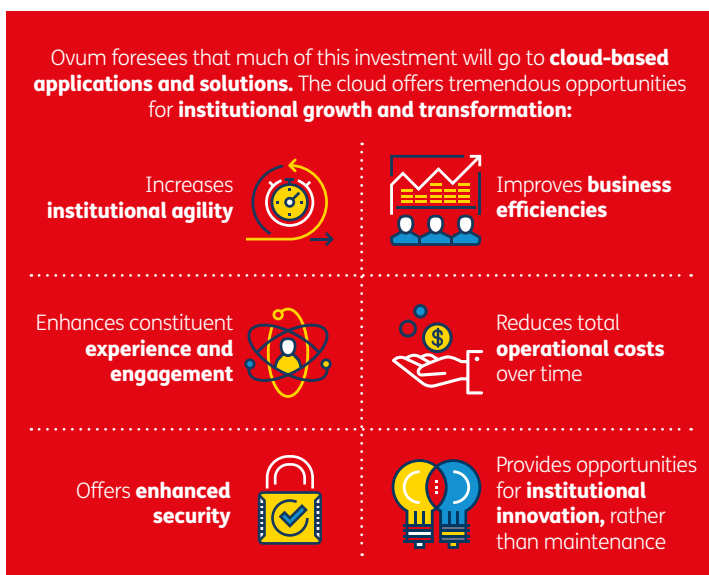 Ovum foresees that much of this investment will go to cloud-based
applications and solutions. The cloud offers tremendous opportunities
for institutional growth and transformation:
Increases
institutional agility
Improves business
efficiencies
Enhances constituent
experience and
engagement
$
Reduces total
operational costs
over time
Offers enhanced
security
Provides opportunities
for institutional
innovation, rather
than maintenance